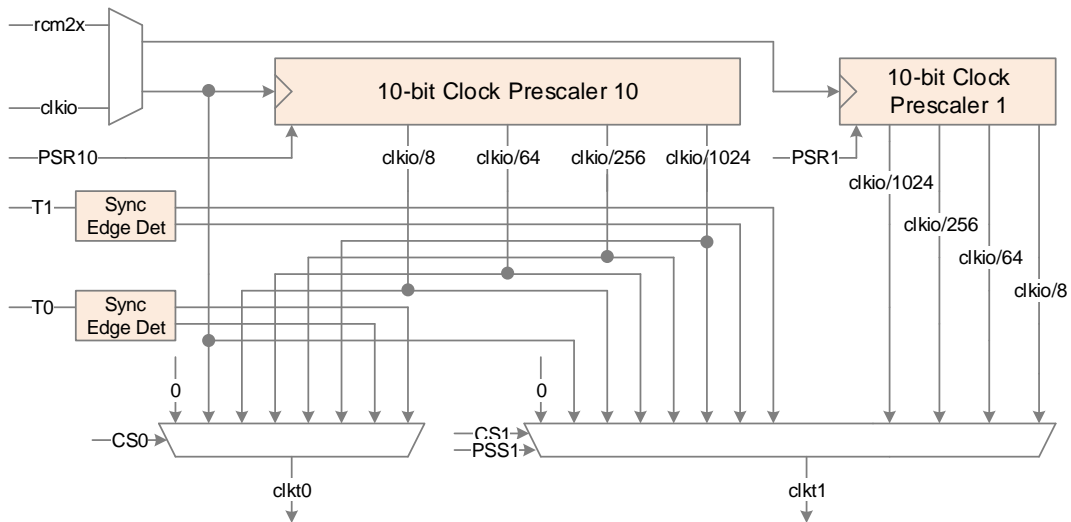 rcm2x
clkio
10-bit Clock Prescaler 10
10-bit Clock
Prescaler 1
PSR10
clkio/8
clkio/64
clkio/256
clkio/1024
PSR1
clkio/1024
clkio/256
clkio/64
clkio/8
T1
Sync
Edge Det
T0
Sync
Edge Det
0
0
CS0
CS1
PSS1
clkt0
clkt1